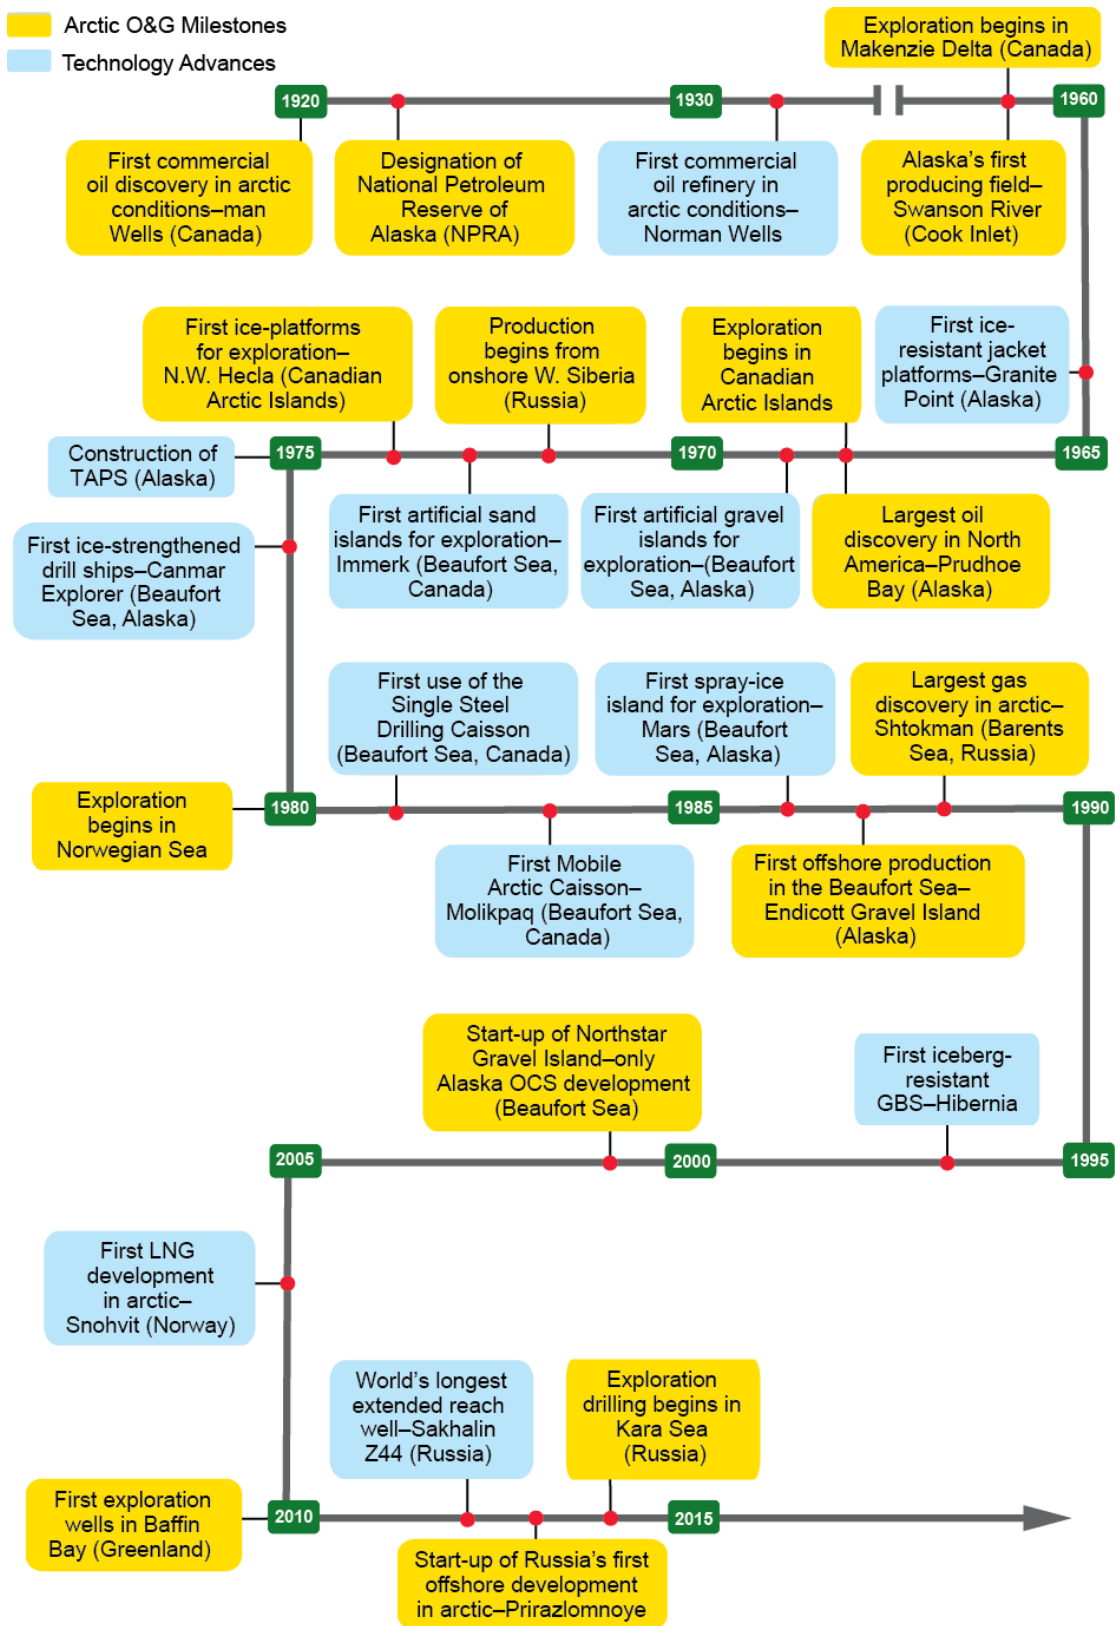 Arctic O&G Milestones
Technology Advances
Exploration begins in
Makenzie Delta (Canada)
1920
1930
1960
First commercial
oil discovery in arctic
conditions–man
Wells (Canada)
Designation of
National Petroleum
Reserve of
Alaska (NPRA)
First commercial
oil refinery in
arctic conditions–
Norman Wells
Alaska's first
producing field–
Swanson River
(Cook Inlet)
First ice-platforms
for exploration–
N.W. Hecla (Canadian
Arctic Islands)
Production
begins from
onshore W. Siberia
(Russia)
Exploration
begins in
Canadian
Arctic Islands
First ice-
resistant jacket
platforms–Granite
Point (Alaska)
Construction of
TAPS (Alaska)
1975
1970
1965
First ice-strengthened
drill ships–Canmar
Explorer (Beaufort
Sea, Alaska)
First artificial sand
islands for exploration–
Immerk (Beaufort Sea,
Canada)
First artificial gravel
islands for
exploration–(Beaufort
Sea, Alaska)
Largest oil
discovery in North
America–Prudhoe
Bay (Alaska)
First use of the
Single Steel
Drilling Caisson
(Beaufort Sea, Canada)
First spray-ice
island for exploration–
Mars (Beaufort
Sea, Alaska)
Largest gas
discovery in arctic–
Shtokman (Barents
Sea, Russia)
Exploration
begins in
Norwegian Sea
1980
1985
1990
First Mobile
Arctic Caisson–
Molikpaq (Beaufort Sea,
Canada)
First offshore production
in the Beaufort Sea–
Endicott Gravel Island
(Alaska)
Start-up of Northstar
Gravel Island–only
Alaska OCS development
(Beaufort Sea)
First iceberg-
resistant
GBS–Hibernia
2005
2000
1995
First LNG
development
in arctic–
Snohvit (Norway)
World's longest
extended reach
well–Sakhalin
Z44 (Russia)
Exploration
drilling begins in
Kara Sea
(Russia)
First exploration
wells in Baffin
Bay (Greenland)
2010
2015
Start-up of Russia's first
offshore development
in arctic–Prirazlomnoye